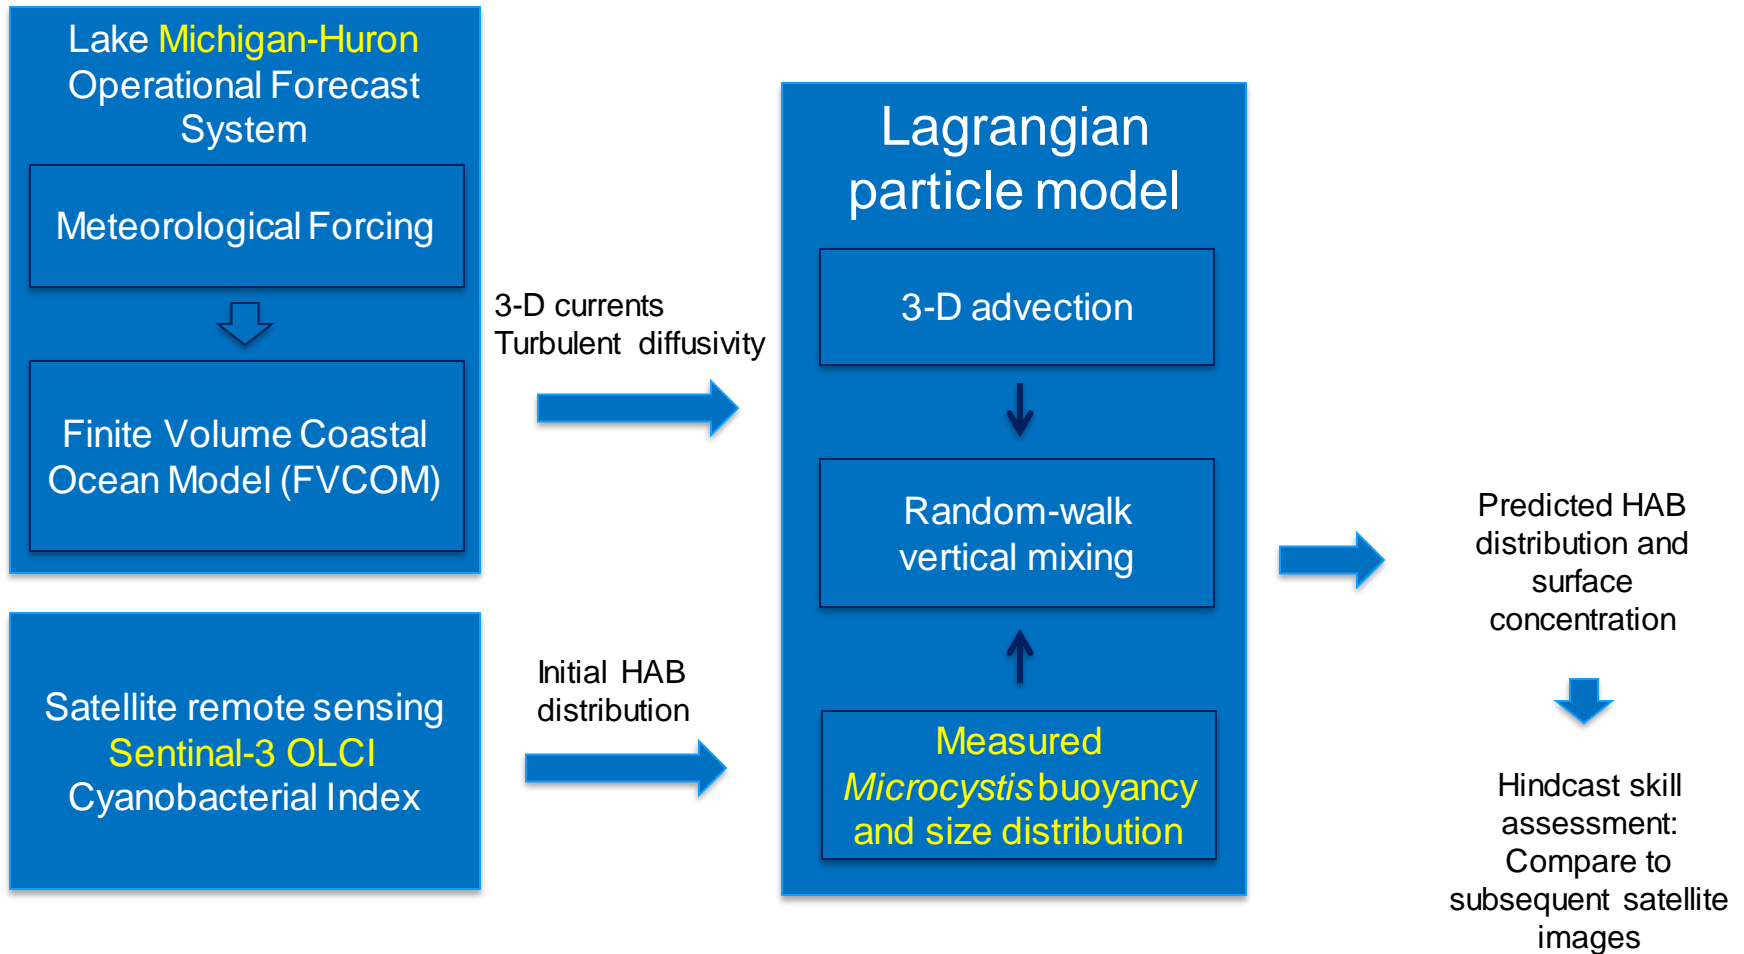 Lake Michigan-Huron
Operational Forecast
System
Meteorological Forcing
Finite Volume Coastal
Ocean Model (FVCOM)
Satellite remote sensing
Sentinal-3 OLCI
Cyanobacterial Index
3-D currents
Turbulent diffusivity
Initial HAB
distribution
Lagrangian
particle model
3-D advection
Random-walk
vertical mixing
Measured
Microcystis buoyancy
and size distribution
Predicted HAB
distribution and
surface
concentration
Hindcast skill
assessment:
Compare to
subsequent satellite
images